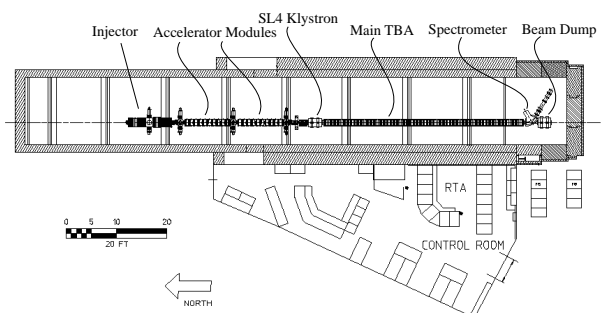 SL4 Klystron
Injector Accelerator Modules Main TBA Spectrometer Beam Dump
RTA
CONTROL ROOM
0 5 10 20
20 FT
NORTH